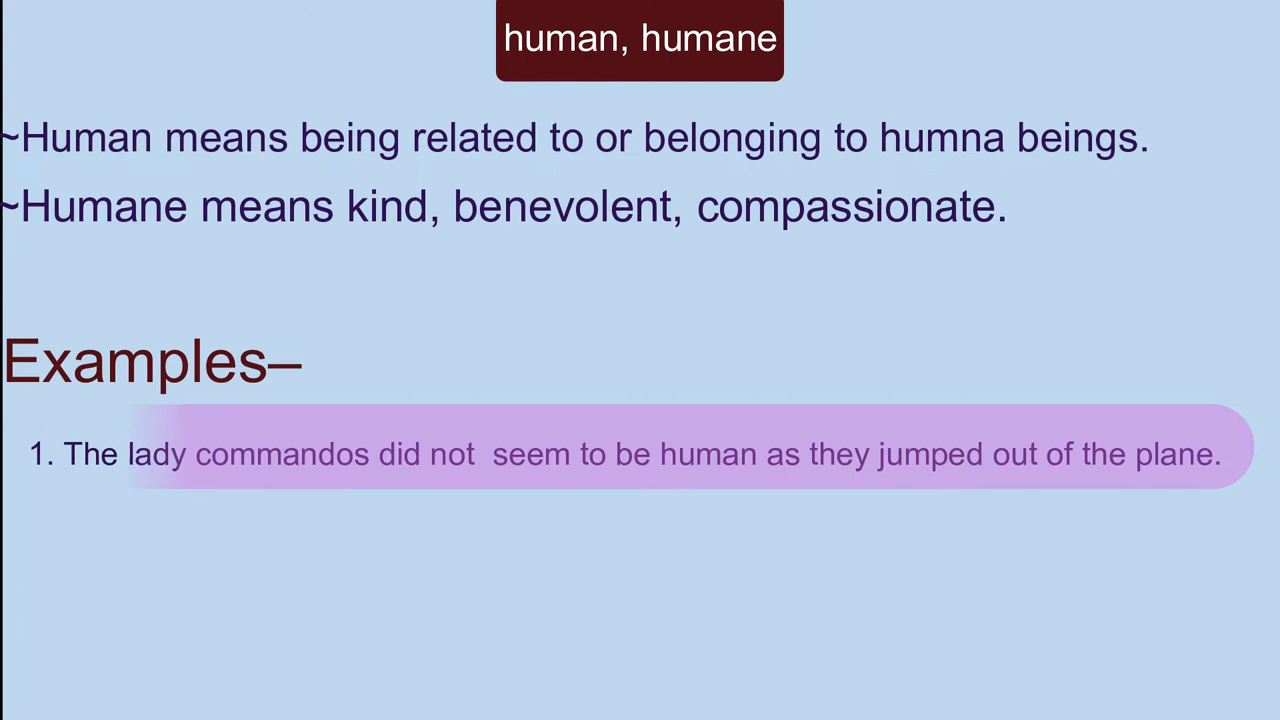 human, humane
~Human means being related to or belonging to humna beings.
~Humane means kind, benevolent, compassionate.
Examples–
1. The lady commandos did not  seem to be human as they jumped out of the plane.